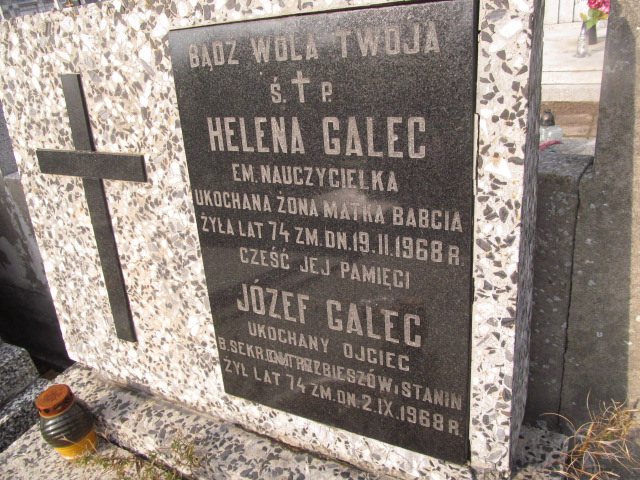 BĄDZ WOLA TWOJA
Ś. † P.
HELENA GALEC
EM. NAUCZYCIELKA
UKOCHANA ŻONA MATKA BABCIA
ŻYŁA LAT 74 ZM. DN. 19.II.1968 R.
CZEŚĆ JEJ PAMIĘCI
JÓZEF GALEC
UKOCHANY OJCIEC
B. SEKR. GM. TRZEBIESZÓW i STANIN
ŻYŁ LAT 74 ZM. DN. 2.IX.1968 R.